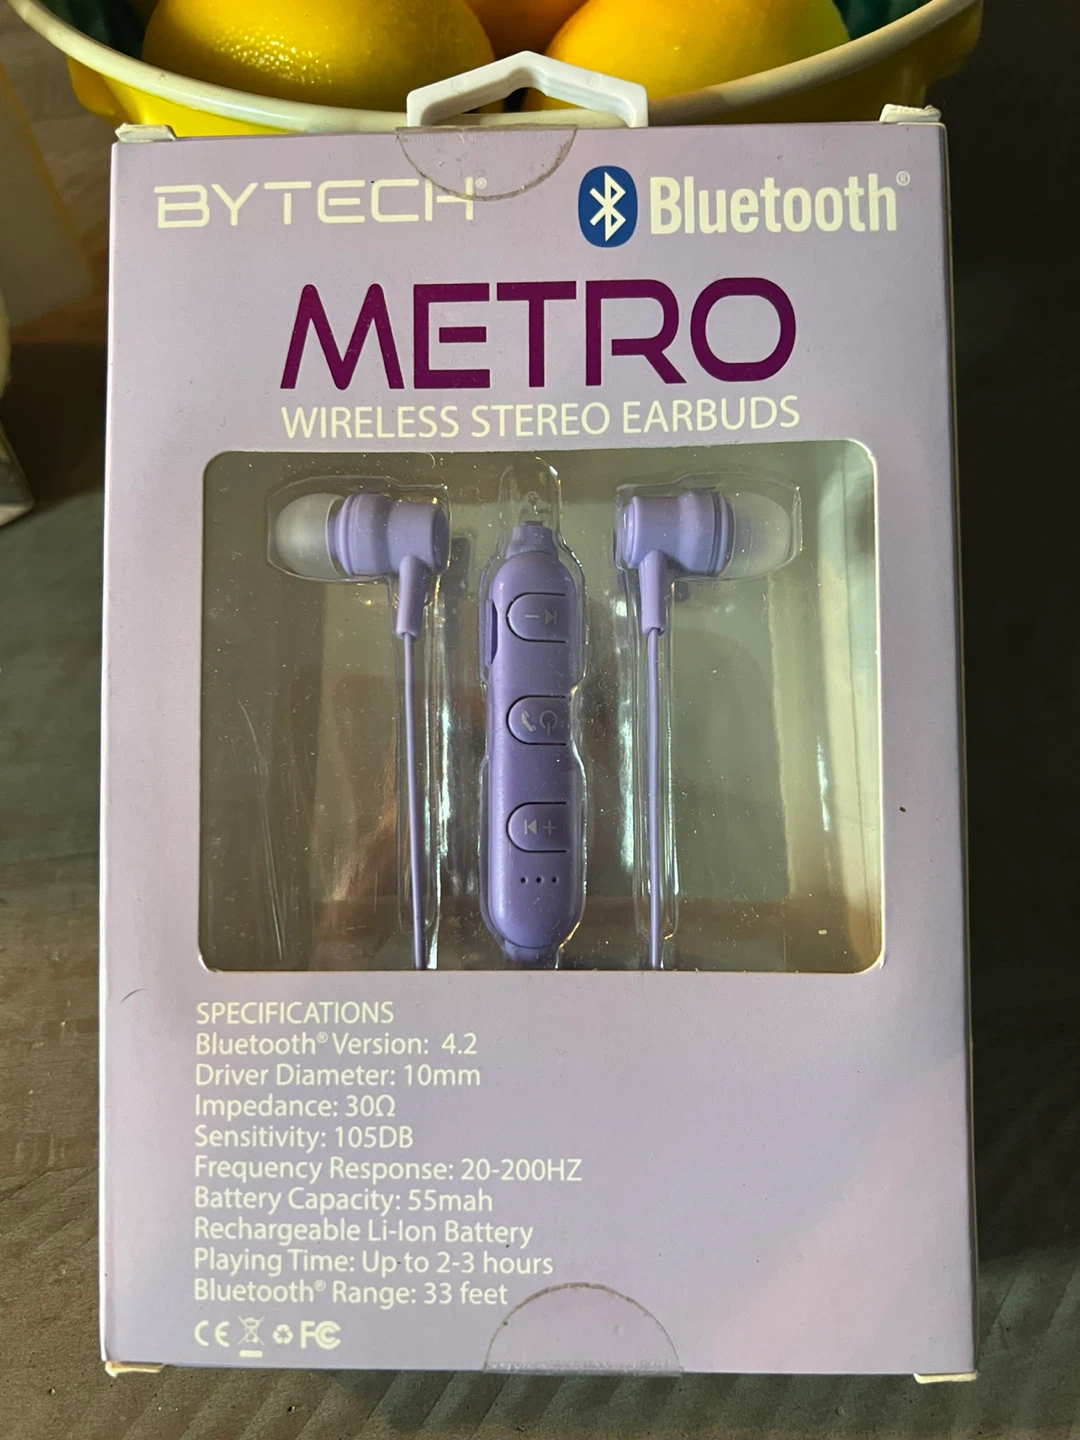 BYTECH®
Bluetooth®
METRO
WIRELESS STEREO EARBUDS
SPECIFICATIONS
Bluetooth® Version: 4.2
Driver Diameter: 10mm
Impedance: 30Ω
Sensitivity: 105DB
Frequency Response: 20-200HZ
Battery Capacity: 55mah
Rechargeable Li-Ion Battery
Playing Time: Up to 2-3 hours
Bluetooth® Range: 33 feet
CE FC